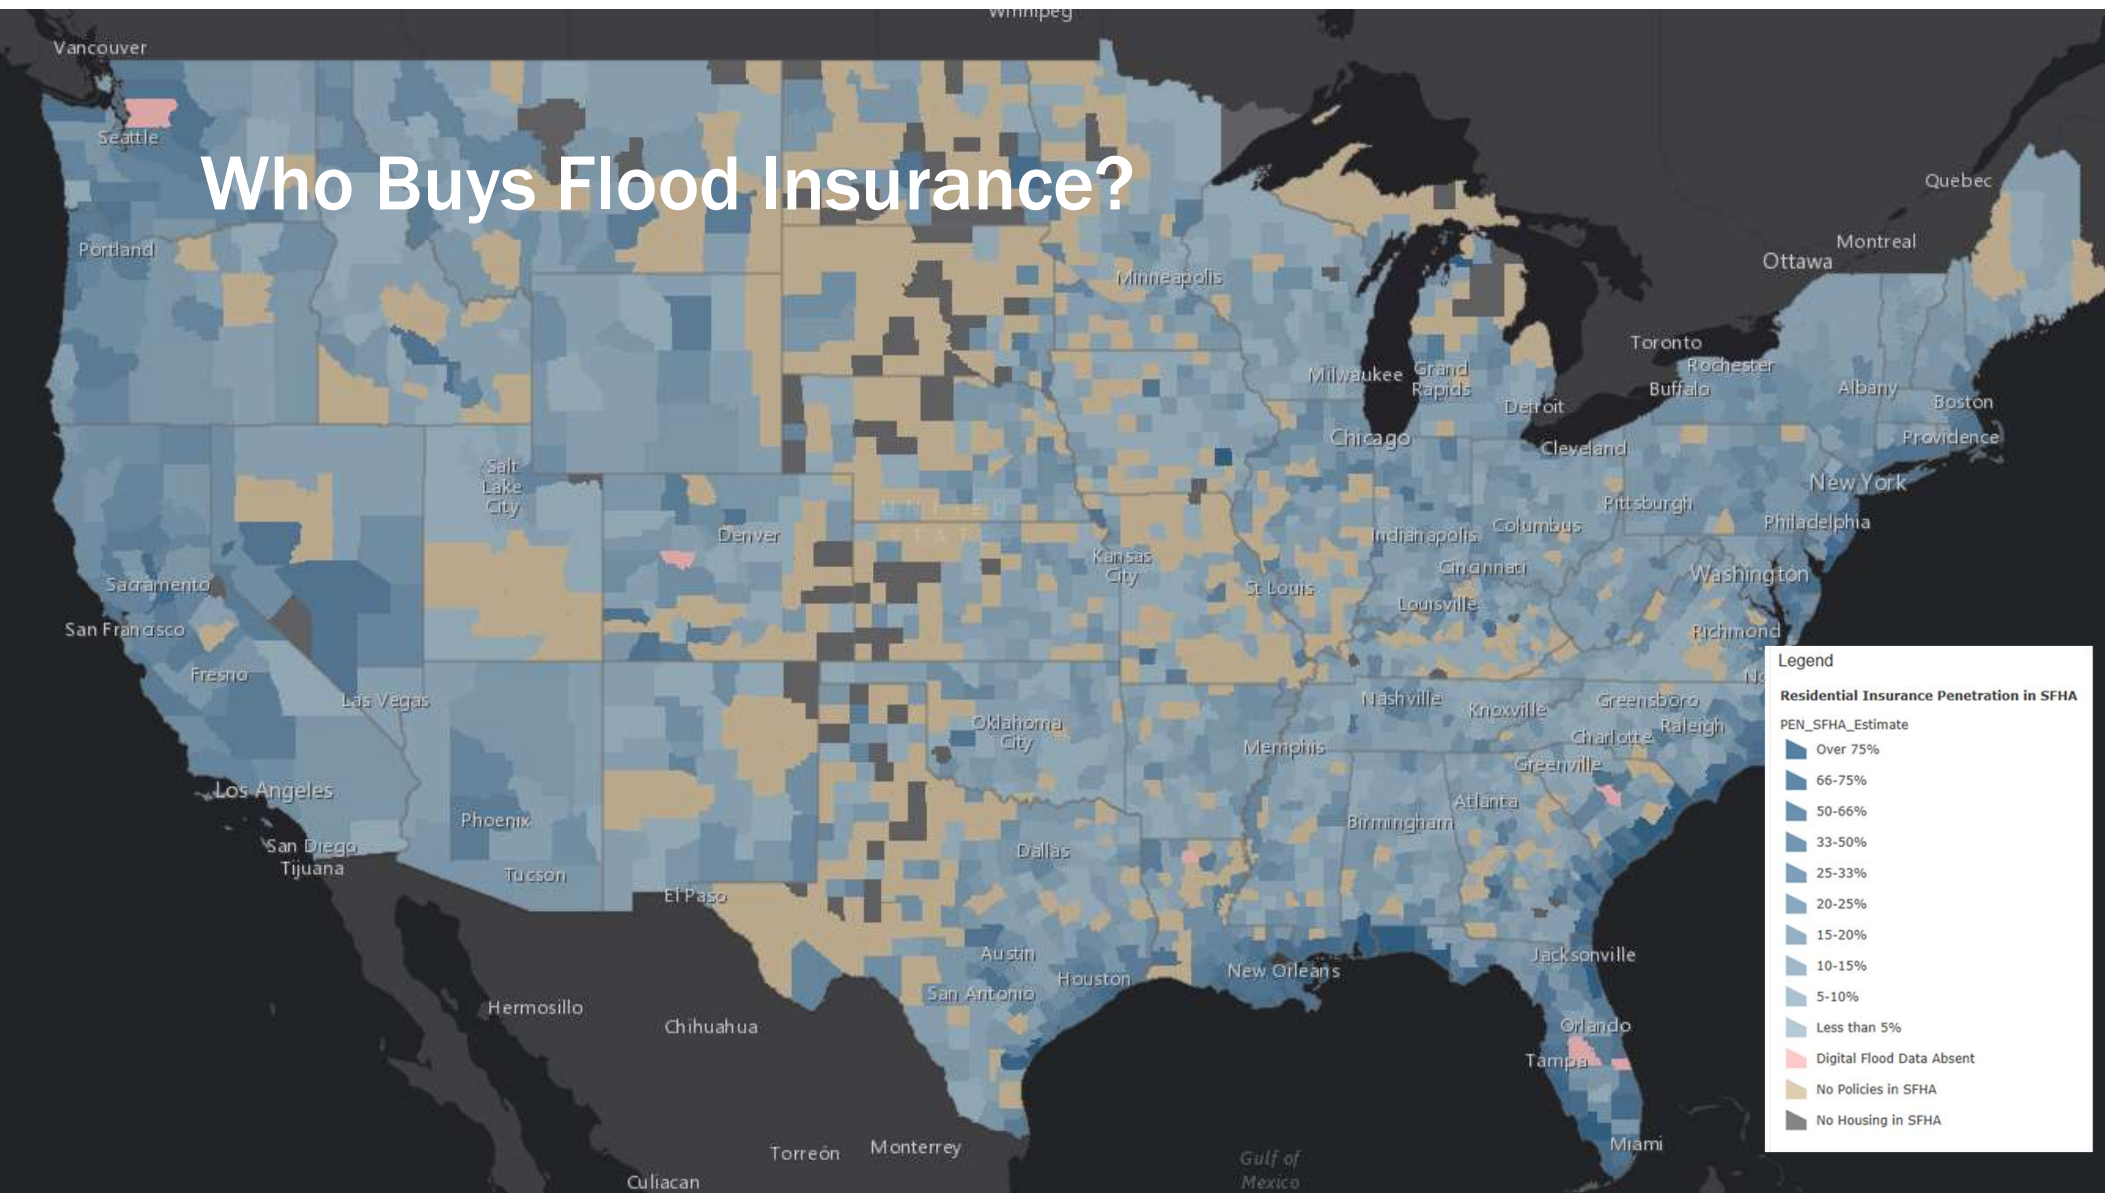 Winnipeg
Vancouver
Seattle
Who Buys Flood Insurance?
Quebec
Portland
Montreal
Ottawa
Minneapolis
Toronto
Rochester
Milwaukee
Grand
Rapids
Buffalo
Albany
Boston
Detroit
Chicago
Cleveland
Providence
Salt
Lake
City
New York
Pittsburgh
UNITED
STATES
Denver
Indianapolis
Columbus
Philadelphia
Kansas
City
Cincinnati
Washington
Sacramento
St Louis
Louisville
San Francisco
Richmond
Fresno
Las Vegas
Nashville
Knoxville
Greensboro
Raleigh
Oklahoma
City
Memphis
Charlotte
Greenville
Los Angeles
Phoenix
Atlanta
Birmingham
San Diego
Tijuana
Dallas
Tucson
El Paso
Austin
Jacksonville
Houston
New Orleans
San Antonio
Hermosillo
Chihuahua
Orlando
Tampa
Miami
Torreón
Monterrey
Gulf of
Mexico
Culiacan
Legend
Residential Insurance Penetration in SFHA
PEN_SFHA_Estimate
Over 75%
66-75%
50-66%
33-50%
25-33%
20-25%
15-20%
10-15%
5-10%
Less than 5%
Digital Flood Data Absent
No Policies in SFHA
No Housing in SFHA